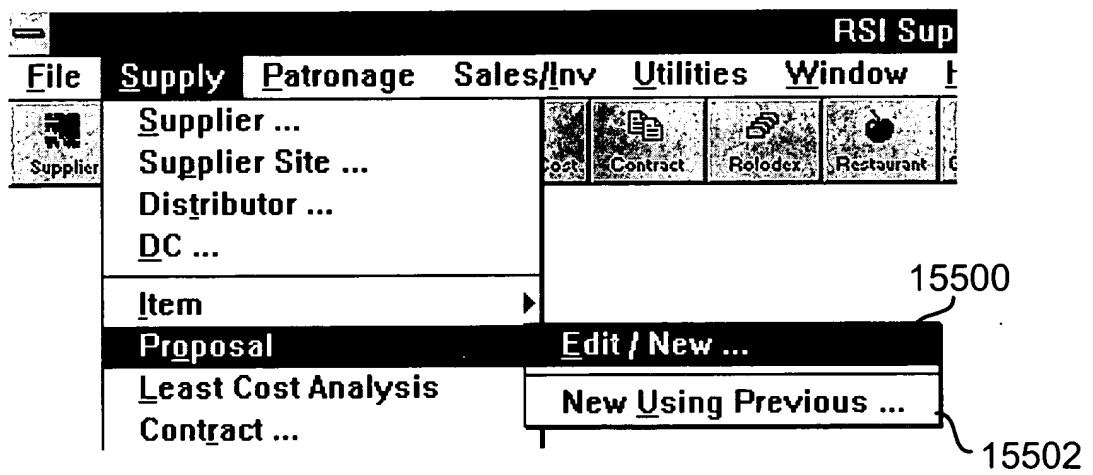 RSI Sup
File Supply Patronage Sales/Inv Utilities Window H
Supplier Cost Contract Rolodex Restaurant
Supplier ...
Supplier Site ...
Distributor ...
DC ...
Item
Proposal
Least Cost Analysis
Contract ...
15500
Edit / New ...
New Using Previous ...
15502